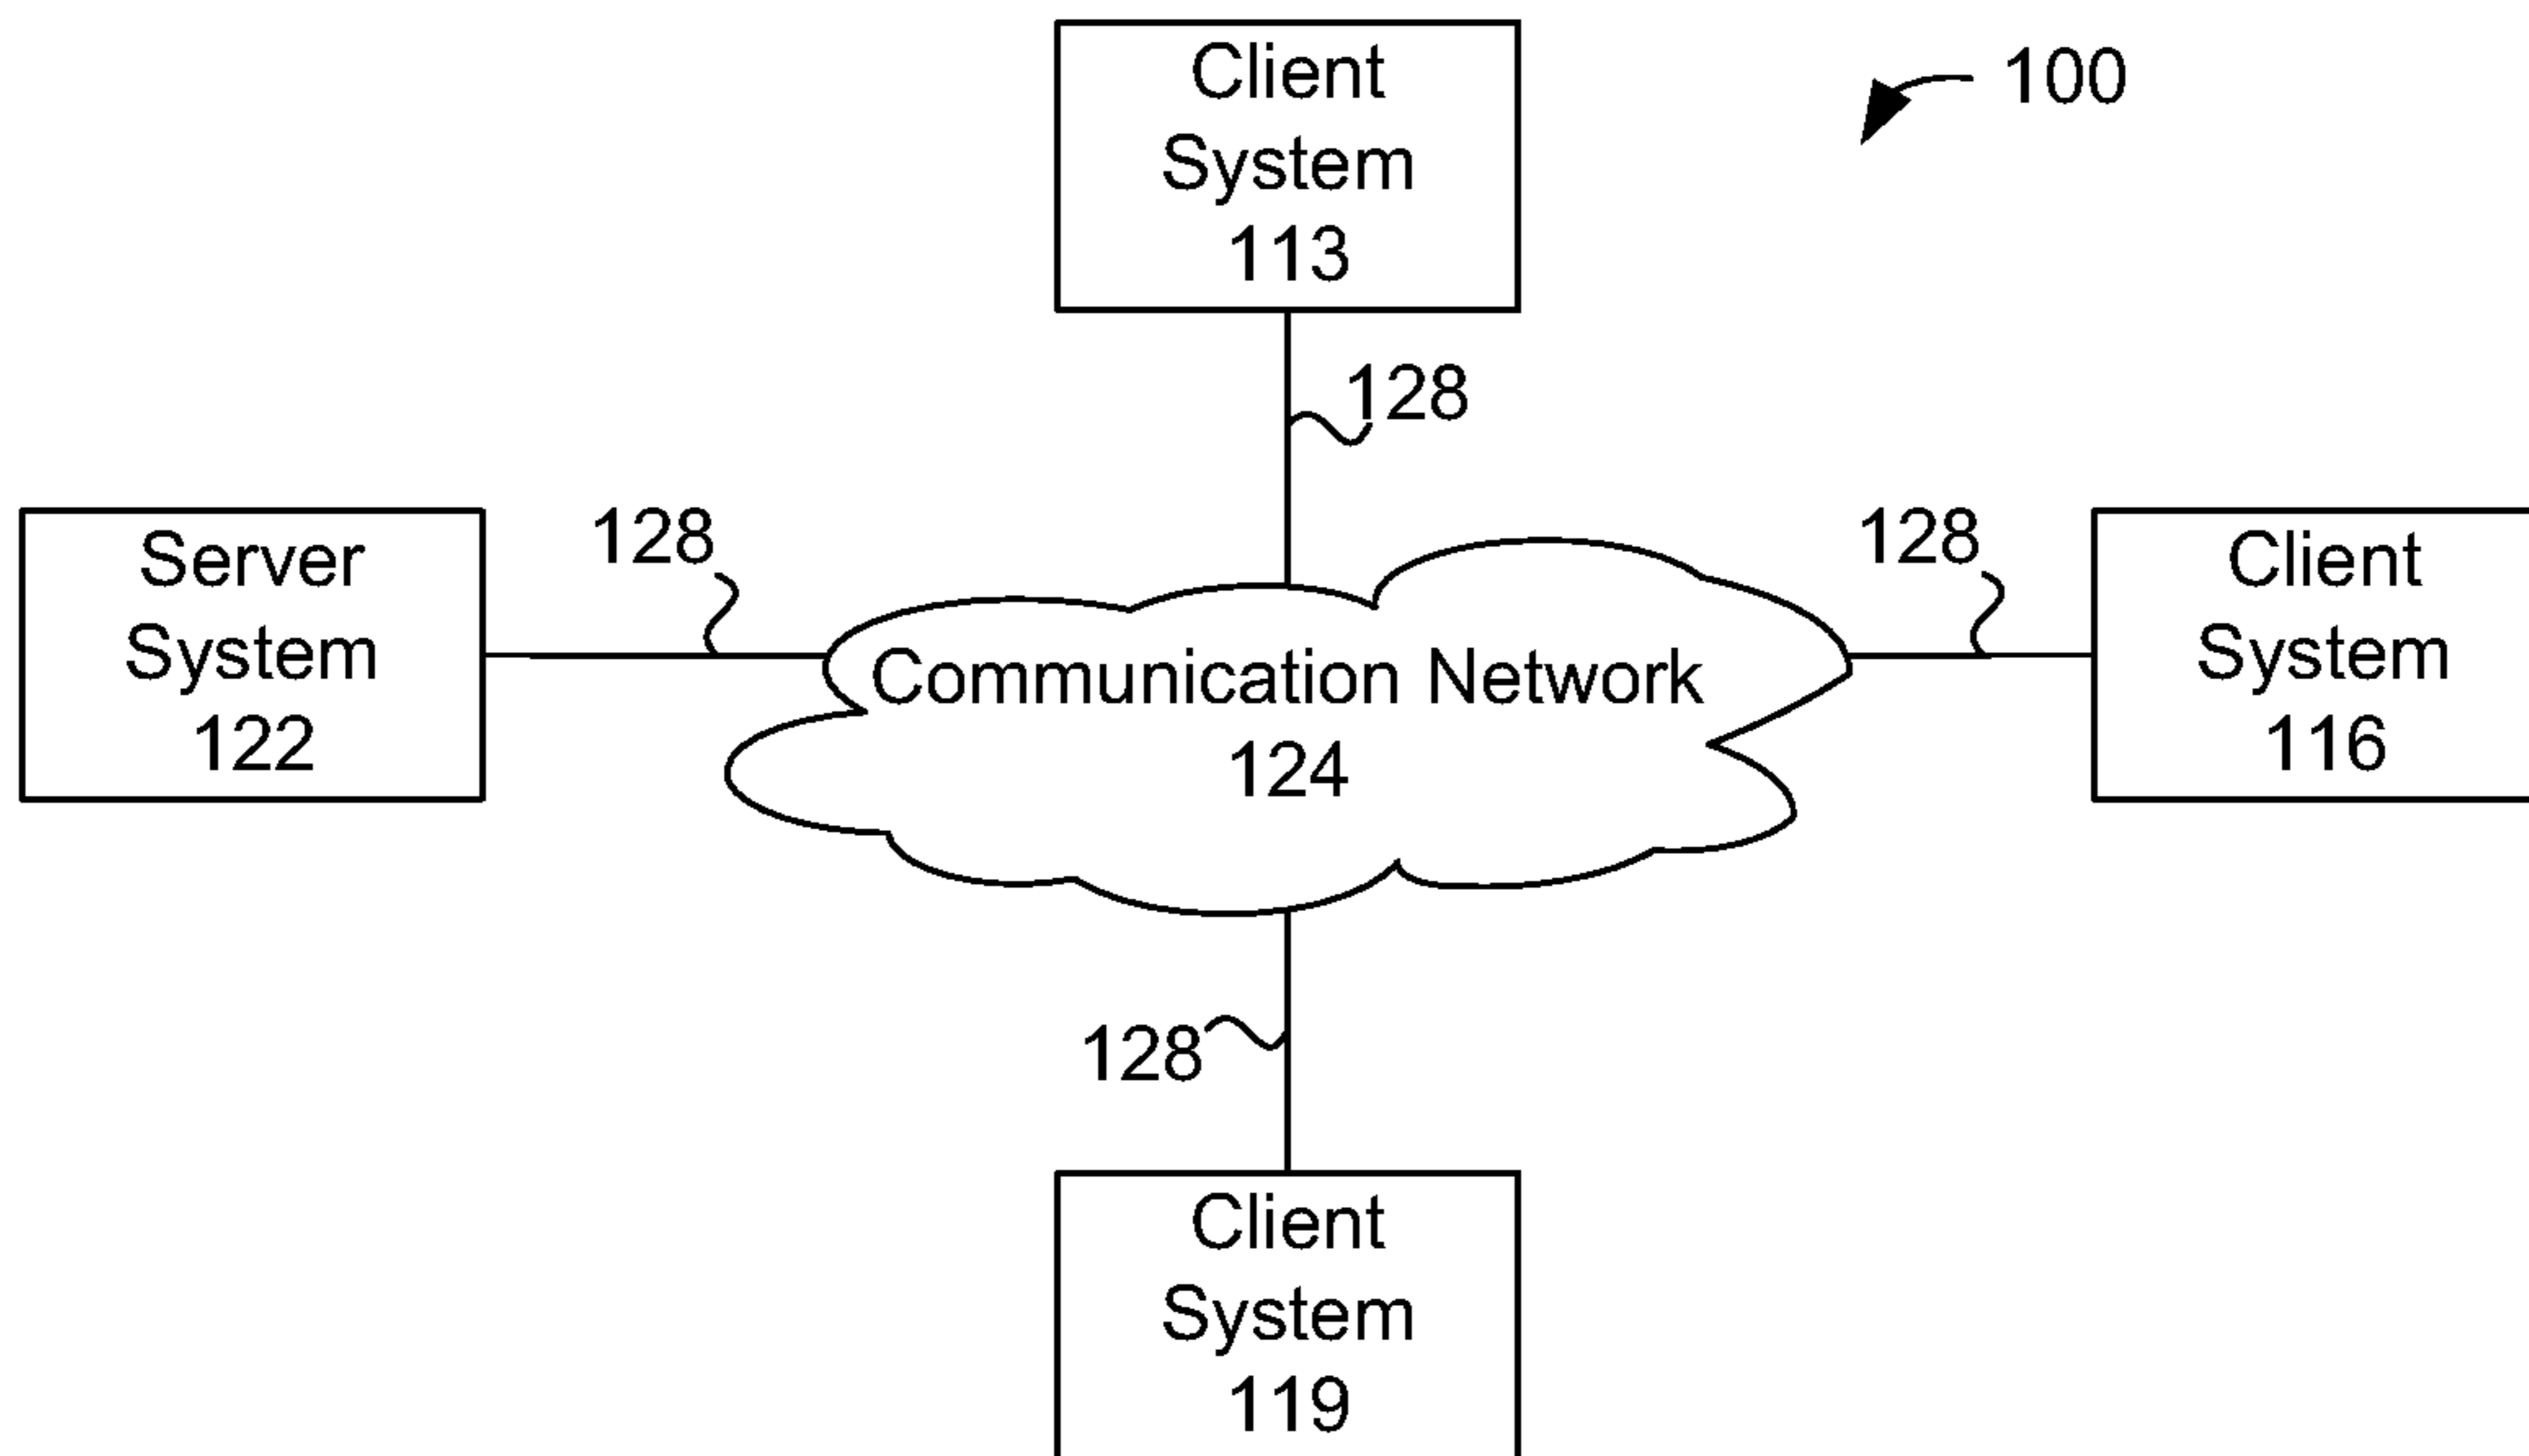 Client
System
113
100
128
Server
System
122
128
128
Client
System
116
Communication Network
124
128
Client
System
119